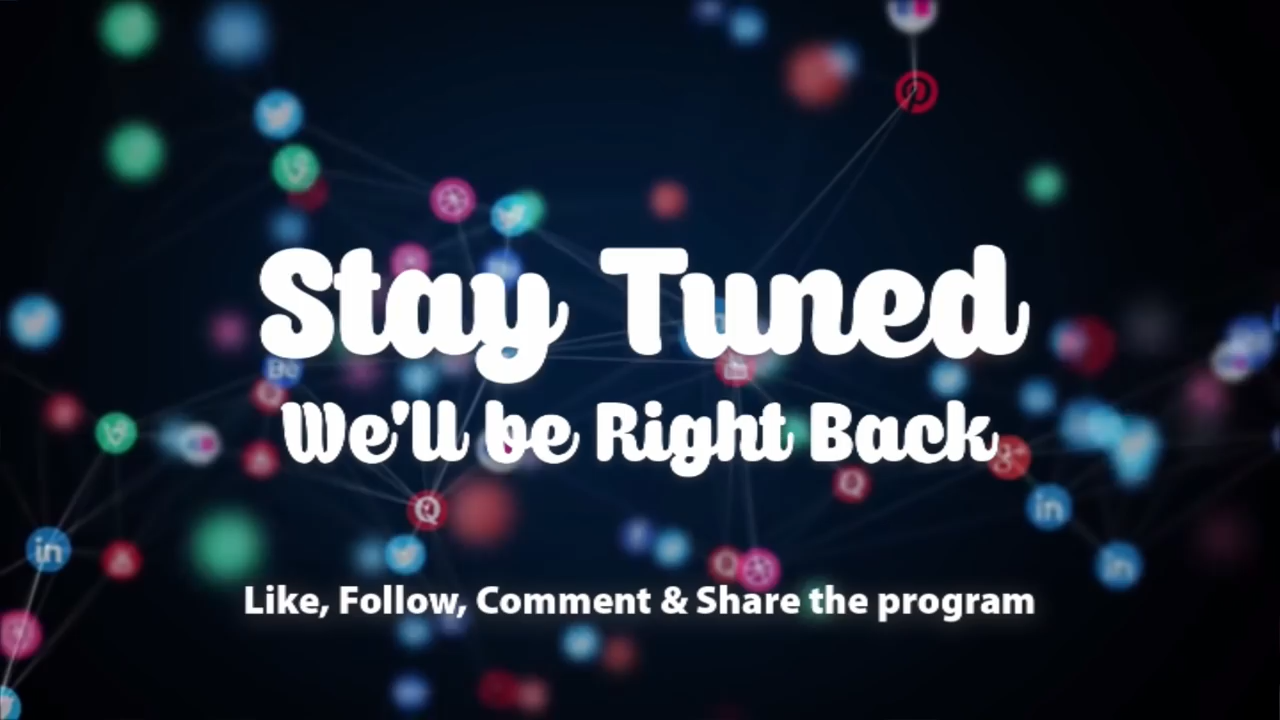 Stay Tuned
We'll be Right Back
Like, Follow, Comment & Share the program